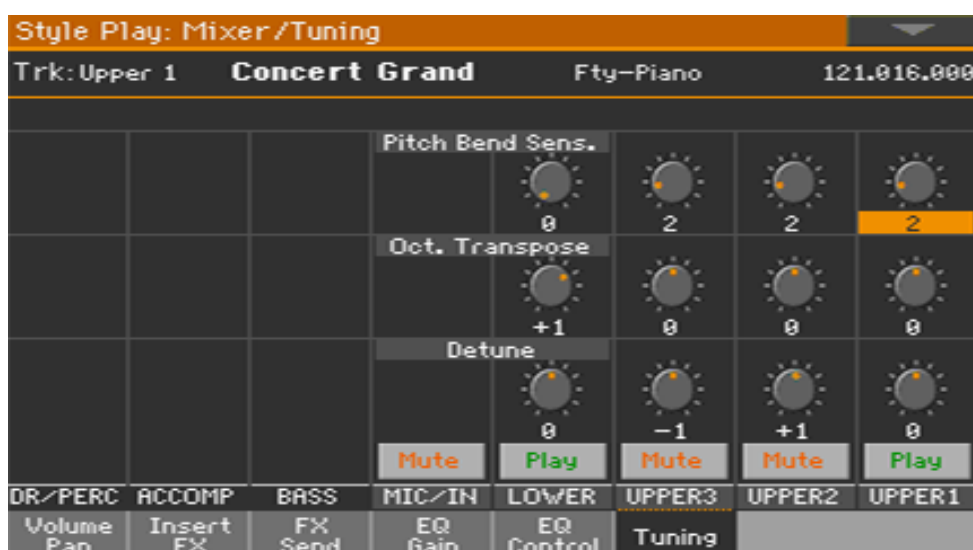 Style Play: Mixer/Tuning
Trk: Upper 1 Concert Grand Fty-Piano 121.016.000
Pitch Bend Sens.
0 2 2 2
Oct. Transpose
+1 0 0 0
Detune
0 -1 +1 0
Mute Play Mute Mute Play
DR/PERC ACCOMP BASS MIC/IN LOWER UPPER3 UPPER2 UPPER1
Volume Insert FX EQ EQ Tuning
Pan FX Send Gain Control